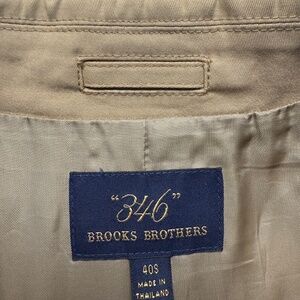 "346"
BROOKS BROTHERS
40S
MADE IN
THAILAND